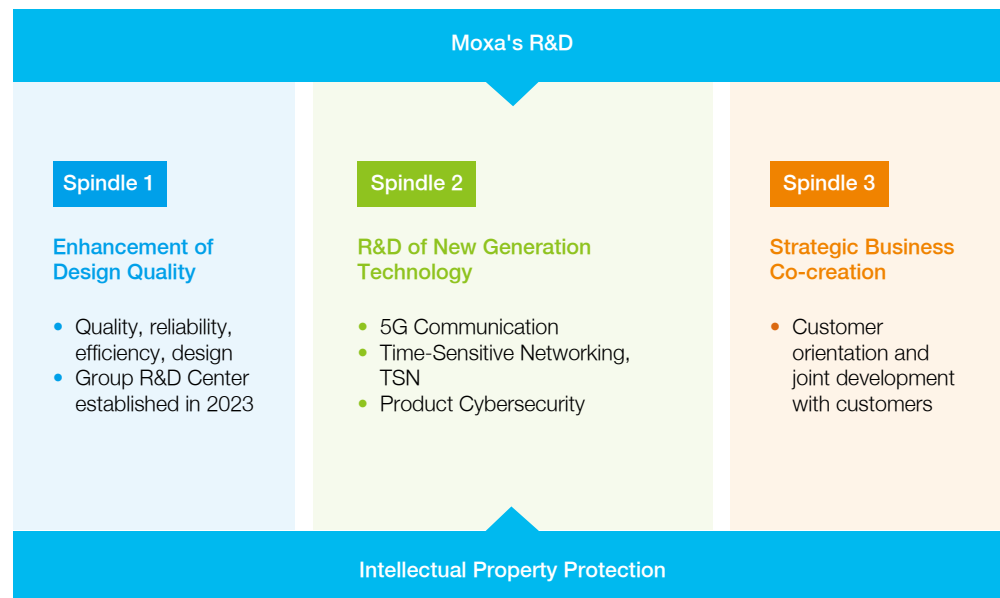 Moxa's R&D
Spindle 1
Enhancement of
Design Quality
• Quality, reliability,
efficiency, design
• Group R&D Center
established in 2023
Spindle 2
R&D of New Generation
Technology
• 5G Communication
• Time-Sensitive Networking,
TSN
• Product Cybersecurity
Spindle 3
Strategic Business
Co-creation
• Customer
orientation and
joint development
with customers
Intellectual Property Protection